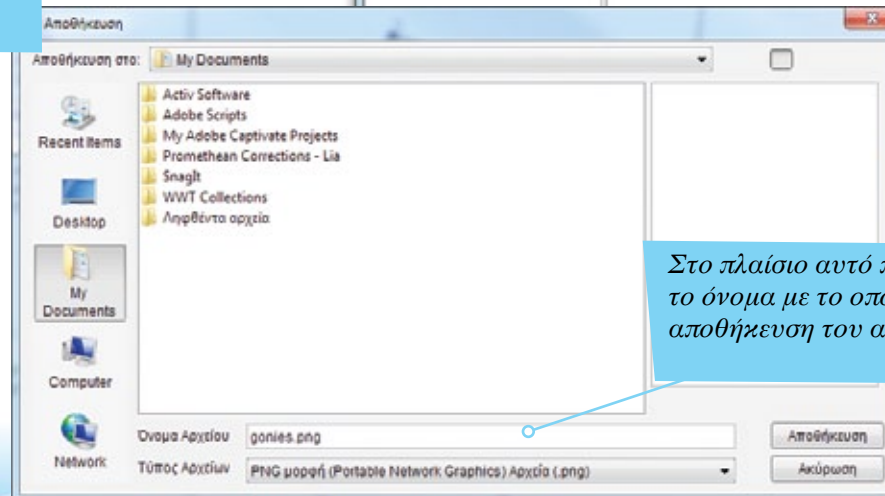 Αποθήκευση
Αποθήκευση στο: My Documents
Activ Software
Adobe Scripts
My Adobe Captivate Projects
Promethean Corrections - Lia
SnagIt
WWT Collections
Ληφθέντα αρχεία
Recent Items
Desktop
My
Documents
Computer
Network
Στο πλαίσιο αυτό
το όνομα με το
αποθήκευση του
Όνομα Αρχείου gonies.png Αποθήκευση
Τύπος Αρχείων PNG μορφή (Portable Network Graphics) Αρχεία (.png) Ακύρωση